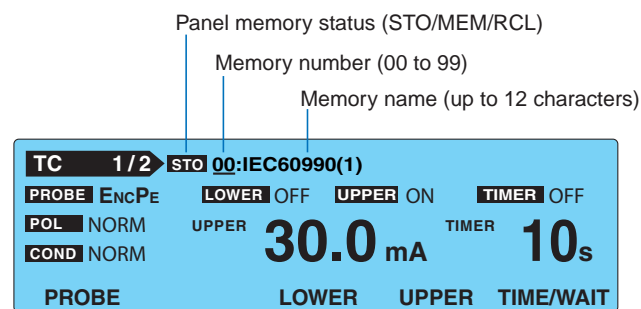 Panel memory status (STO/MEM/RCL)
Memory number (00 to 99)
Memory name (up to 12 characters)
TC 1/2 STO 00:IEC60990(1)
PROBE ENCPE LOWER OFF UPPER ON TIMER OFF
POL NORM UPPER 30.0 mA TIMER 10s
COND NORM
PROBE LOWER UPPER TIME/WAIT